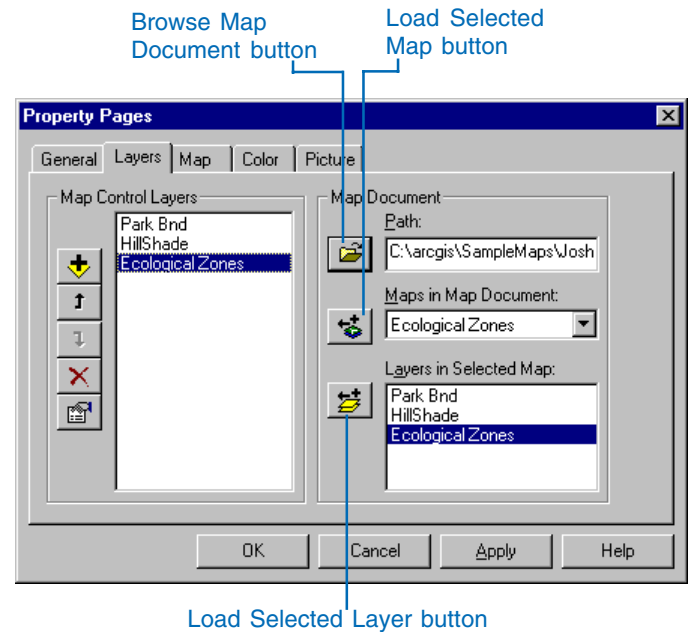 Browse Map
Document button
Load Selected
Map button
Property Pages
General
Layers
Map
Color
Picture
Map Control Layers
Park Bnd
HillShade
Ecological Zones
Map Document
Path:
C:\arcgis\SampleMaps\Josh
Maps in Map Document:
Ecological Zones
Layers in Selected Map:
Park Bnd
HillShade
Ecological Zones
OK
Cancel
Apply
Help
Load Selected Layer button